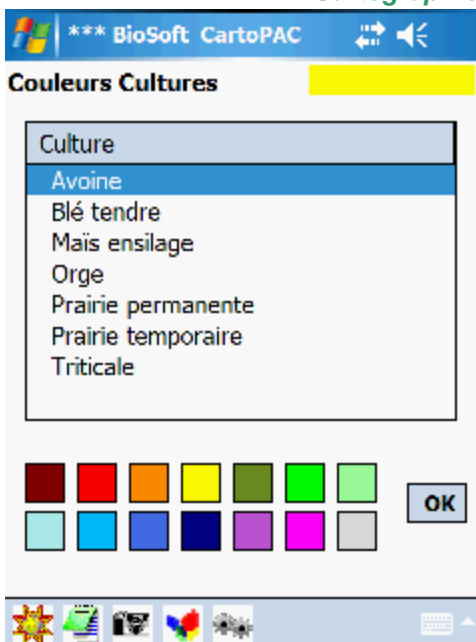 *** BioSoft CartoPAC
Couleurs Cultures
Culture
Avoine
Blé tendre
Maïs ensilage
Orge
Prairie permanente
Prairie temporaire
Triticale
OK